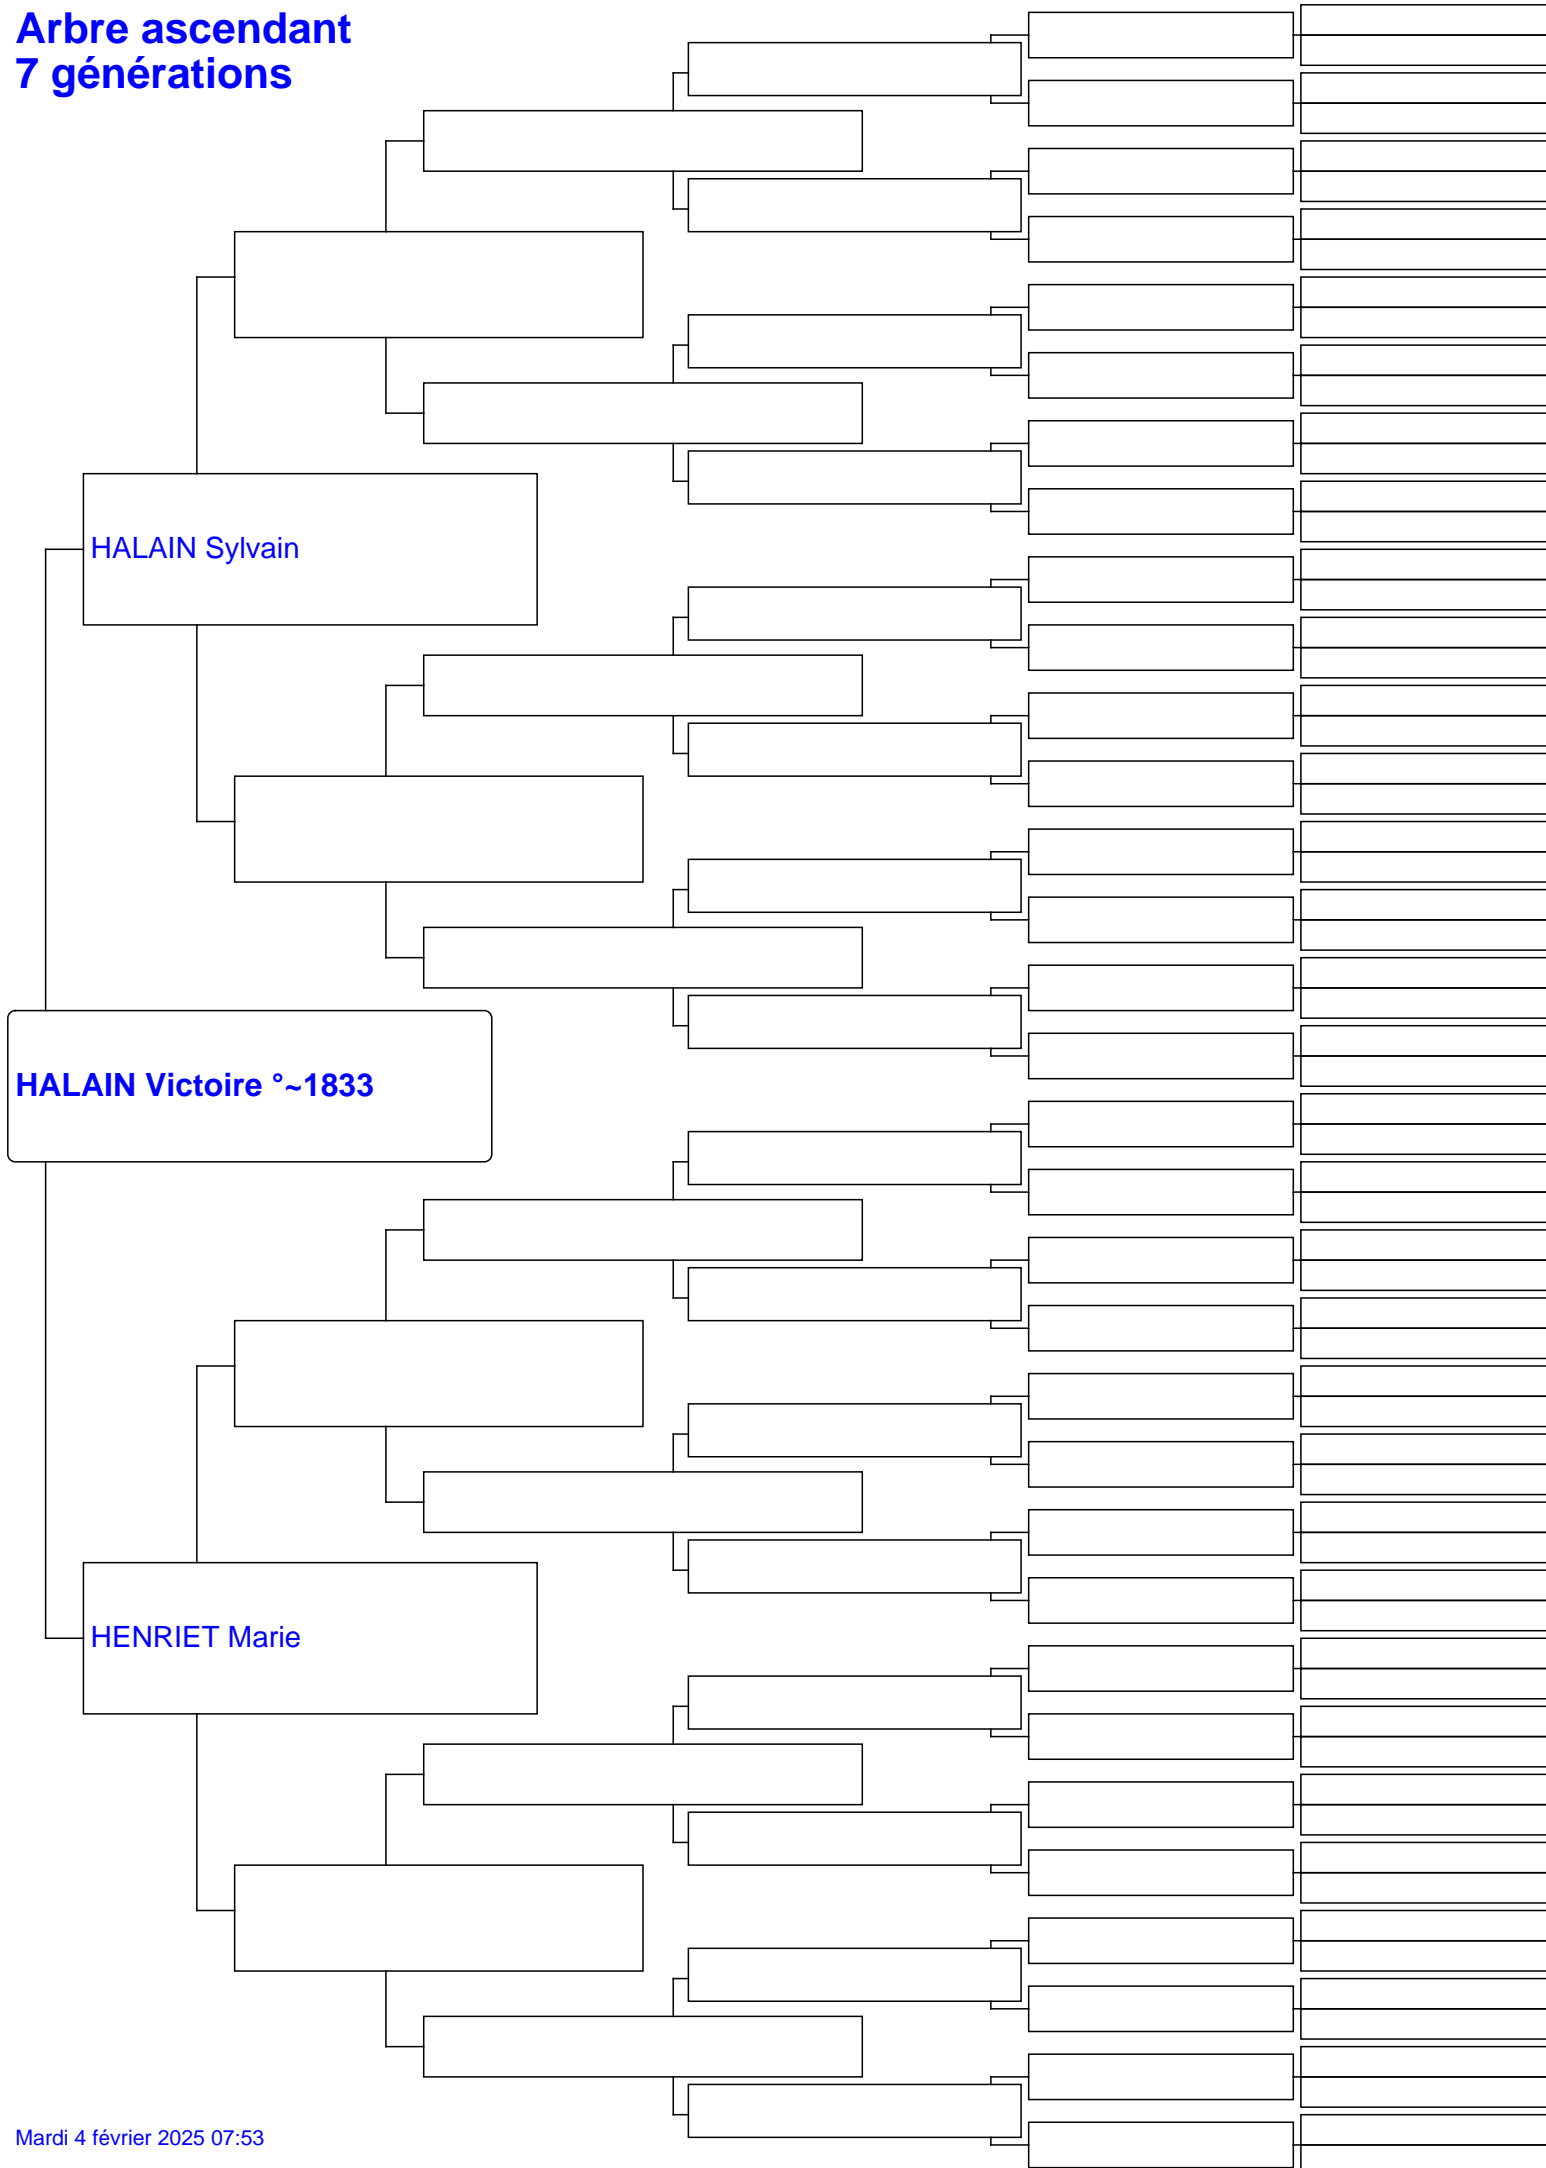 Arbre ascendant
7 générations
HALAIN Sylvain
HALAIN Victoire °~1833
HENRIET Marie
Mardi 4 février 2025 07:53